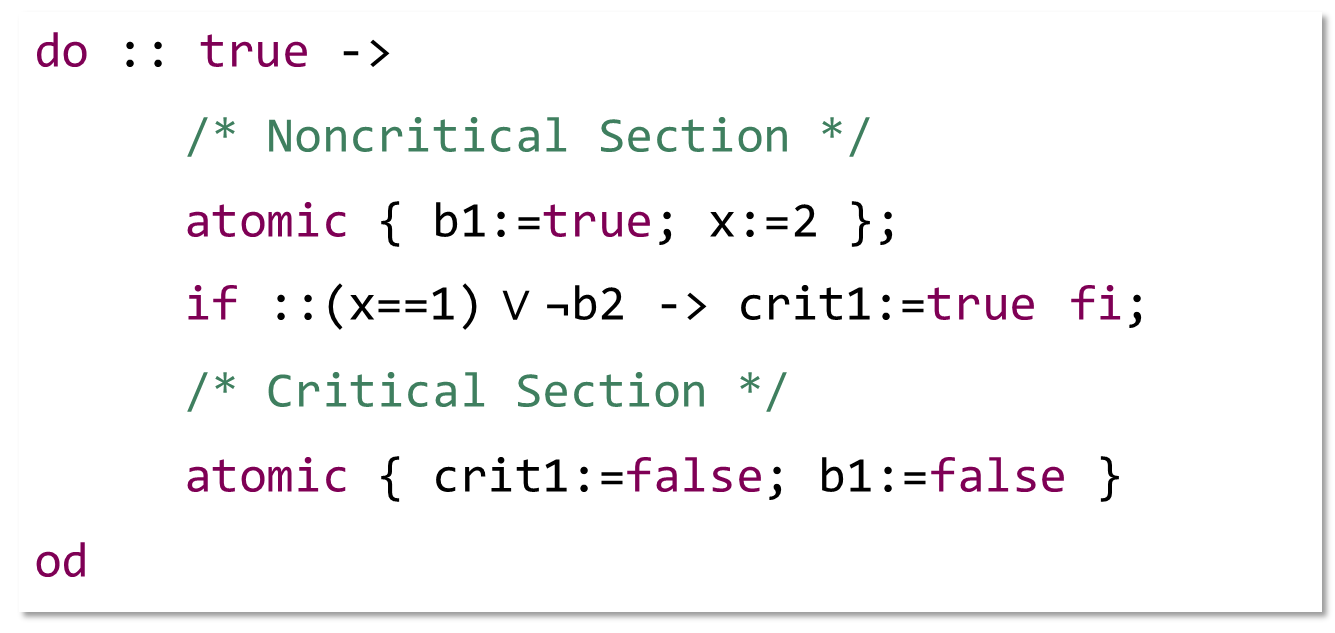 do :: true ->
/* Noncritical Section */
atomic { b1:=true; x:=2 };
if ::(x==1) ∨ ¬b2 -> crit1:=true fi;
/* Critical Section */
atomic { crit1:=false; b1:=false }
od